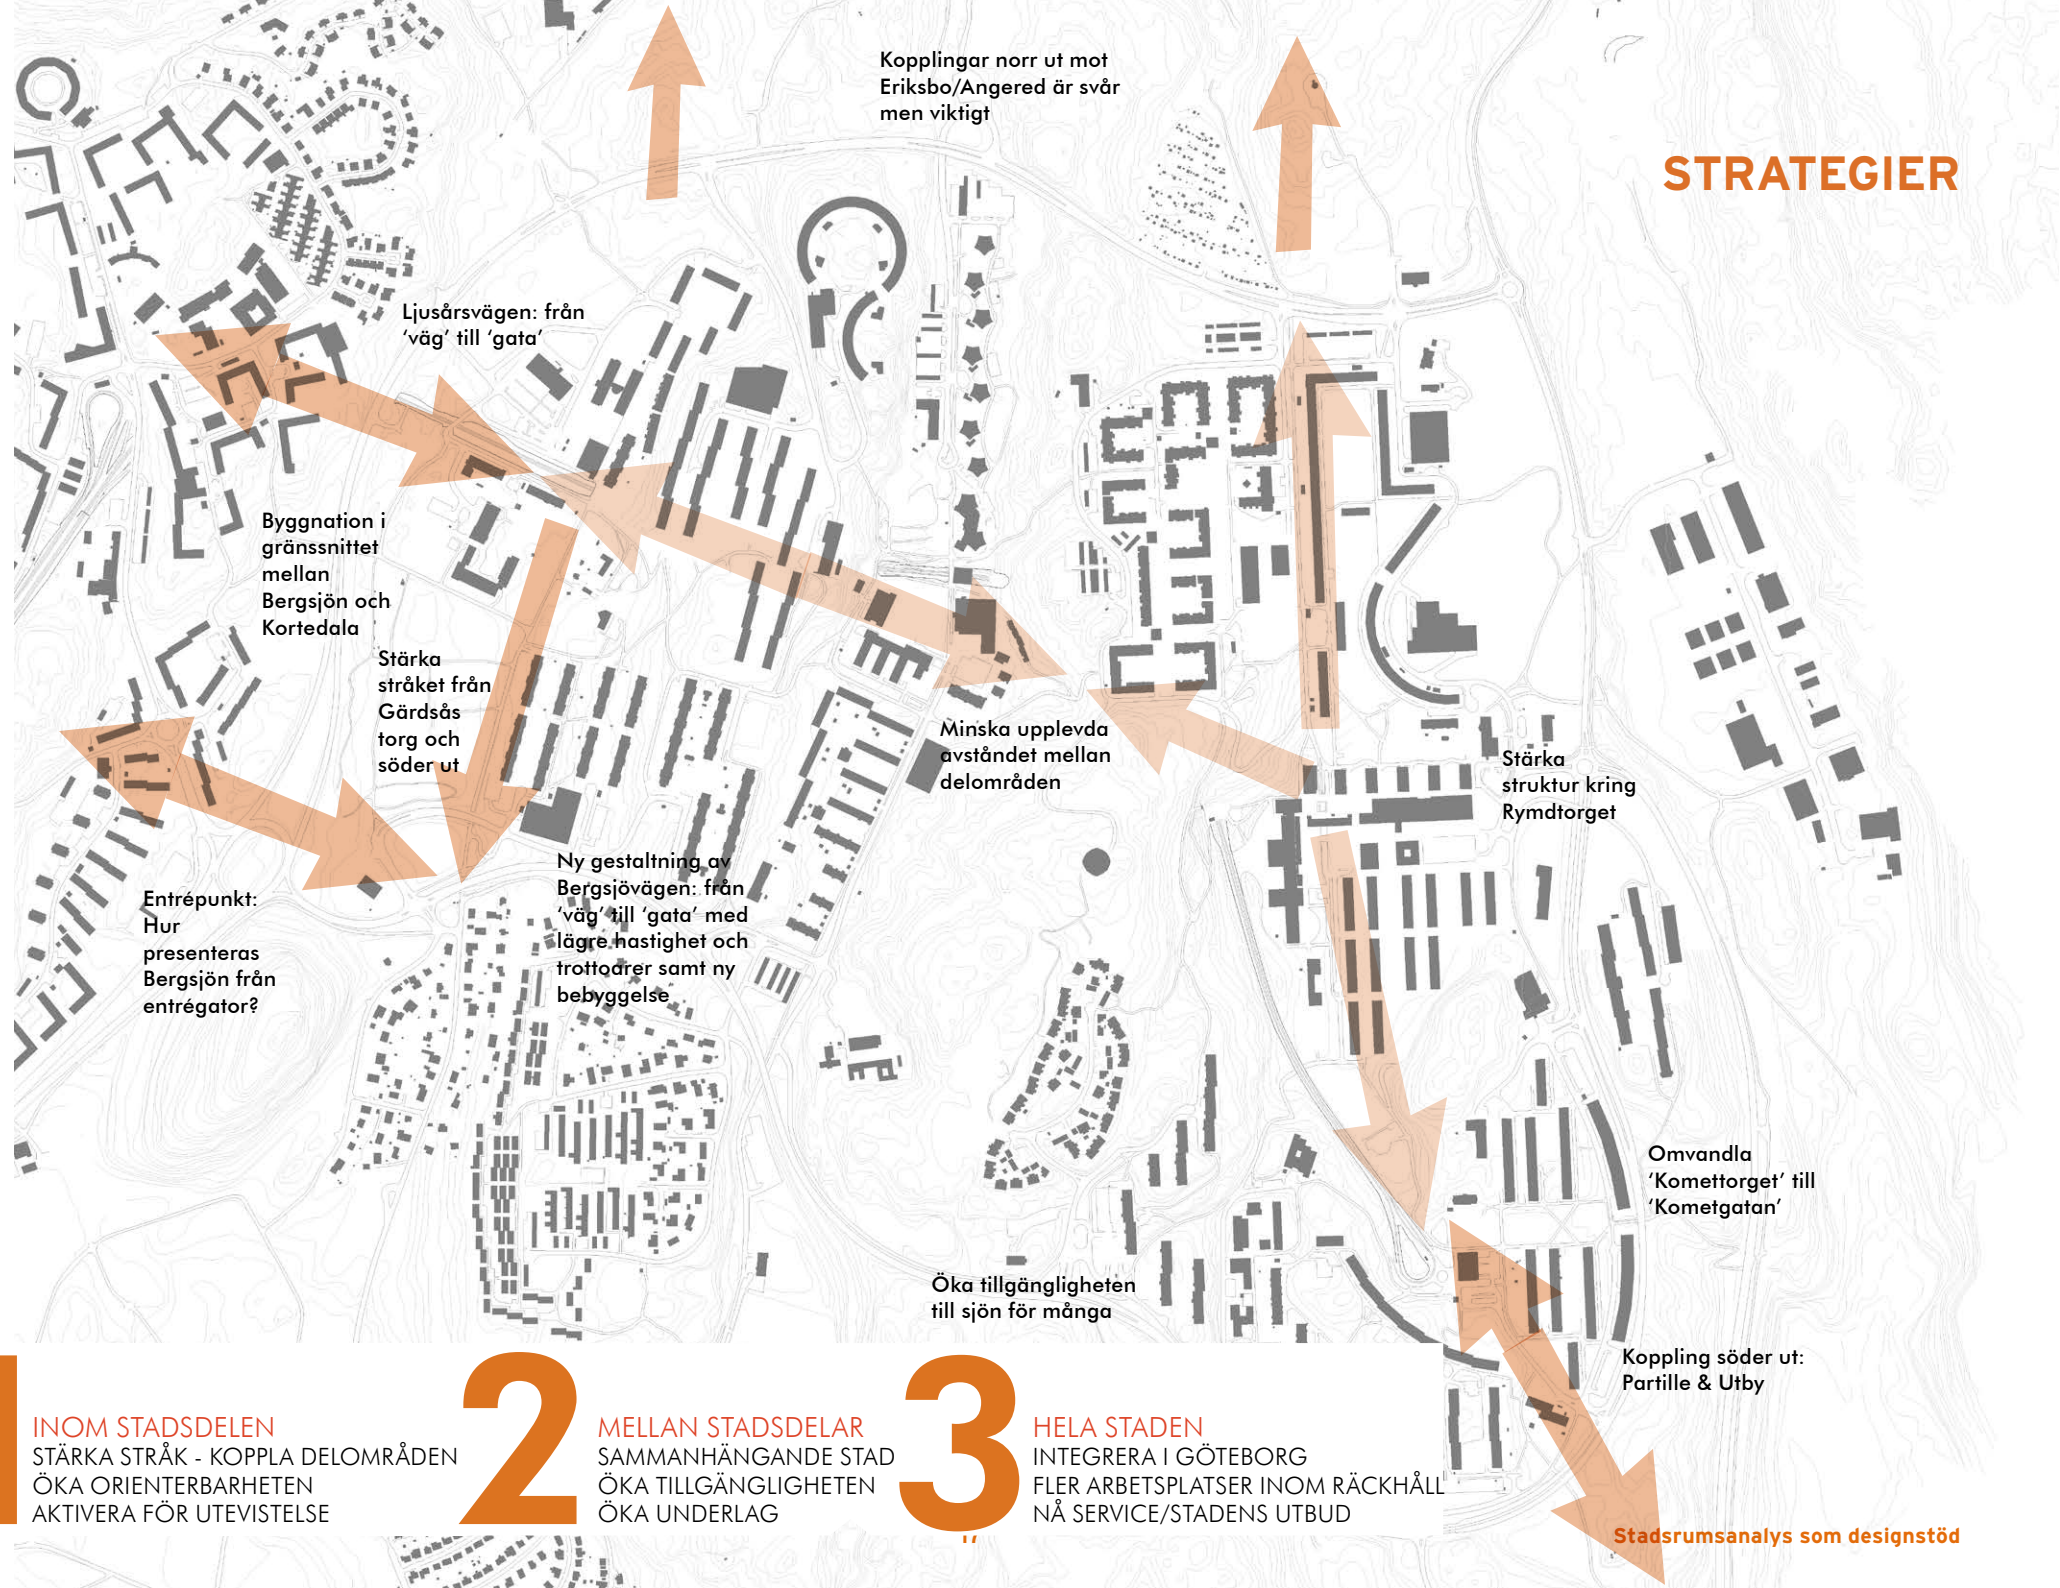 Kopplingar norr ut mot
Eriksbo/Angered är svår
men viktigt
STRATEGIER
Ljusårsvägen: från
‘väg’ till ‘gata’
Byggnation i
gränssnittet
mellan
Bergsjön och
Kortedala
Stärka
stråket från
Gärdsås
torg och
söder ut
Minska upplevda
avståndet mellan
delområden
Stärka
struktur kring
Rymdtorget
Entrépunkt:
Hur
presenteras
Bergsjön från
entrégator?
Ny gestaltning av
Bergsjövägen: från
‘väg’ till ‘gata’ med
lägre hastighet och
trottoarer samt ny
bebyggelse
Omvandla
‘Komettorget’ till
‘Kometgatan’
Öka tillgängligheten
till sjön för många
Koppling söder ut:
Partille & Utby
INOM STADSDELEN
STÄRKA STRÅK - KOPPLA DELOMRÅDEN
ÖKA ORIENTERBARHETEN
AKTIVERA FÖR UTEVISTELSE
2
MELLAN STADSDELAR
SAMMANHÄNGANDE STAD
ÖKA TILLGÄNGLIGHETEN
ÖKA UNDERLAG
3
HELA STADEN
INTEGRERA I GÖTEBORG
FLER ARBETSPLATSER INOM RÄCKHÅLL
NÅ SERVICE/STADENS UTBUD
Stadsrumsanalys som designstöd